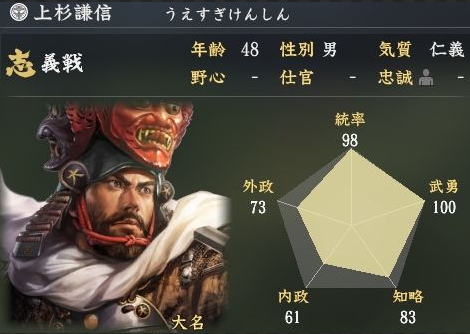 上杉謙信 うえすぎけんしん
志 義戦
年齢 48 性別 男 気質 仁義
野心 - 仕官 - 忠誠 -
統率
98
外政
73
武勇
100
内政
61
知略
83
大名